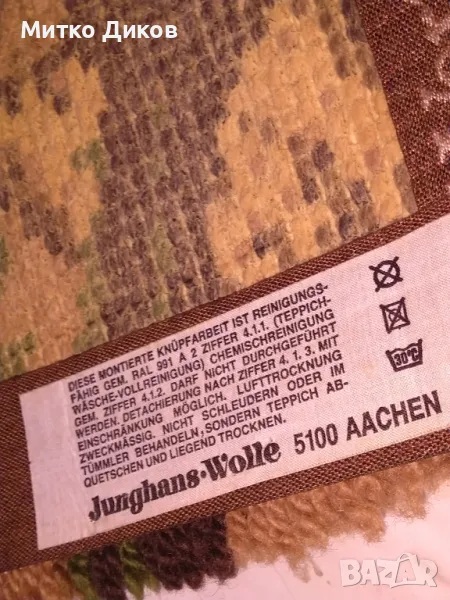 Митко Диков
DIESE MONTIERTE KNÜPFARBEIT IST REINIGUNGS-
FÄHIG GEM. RAL 991 A 2 ZIFFER 4.1.1. (TEPPICH-
WÄSCHE-VOLLREINIGUNG) CHEMISCHREINIGUNG
GEM. ZIFFER 4.1.2. DARF NICHT DURCHGEFÜHRT
WERDEN. DETACHIERUNG NACH ZIFFER 4.1.3. MIT
EINSCHRÄNKUNG MÖGLICH. LUFTTROCKNUNG
ZWECKMÄSSIG. NICHT SCHLEUDERN ODER IM
TÜMMLER BEHANDELN, SONDERN TEPPICH AB-
QUETSCHEN UND LIEGEND TROCKNEN.
Junghans-Wolle 5100 AACHEN
30°C
BAZAR